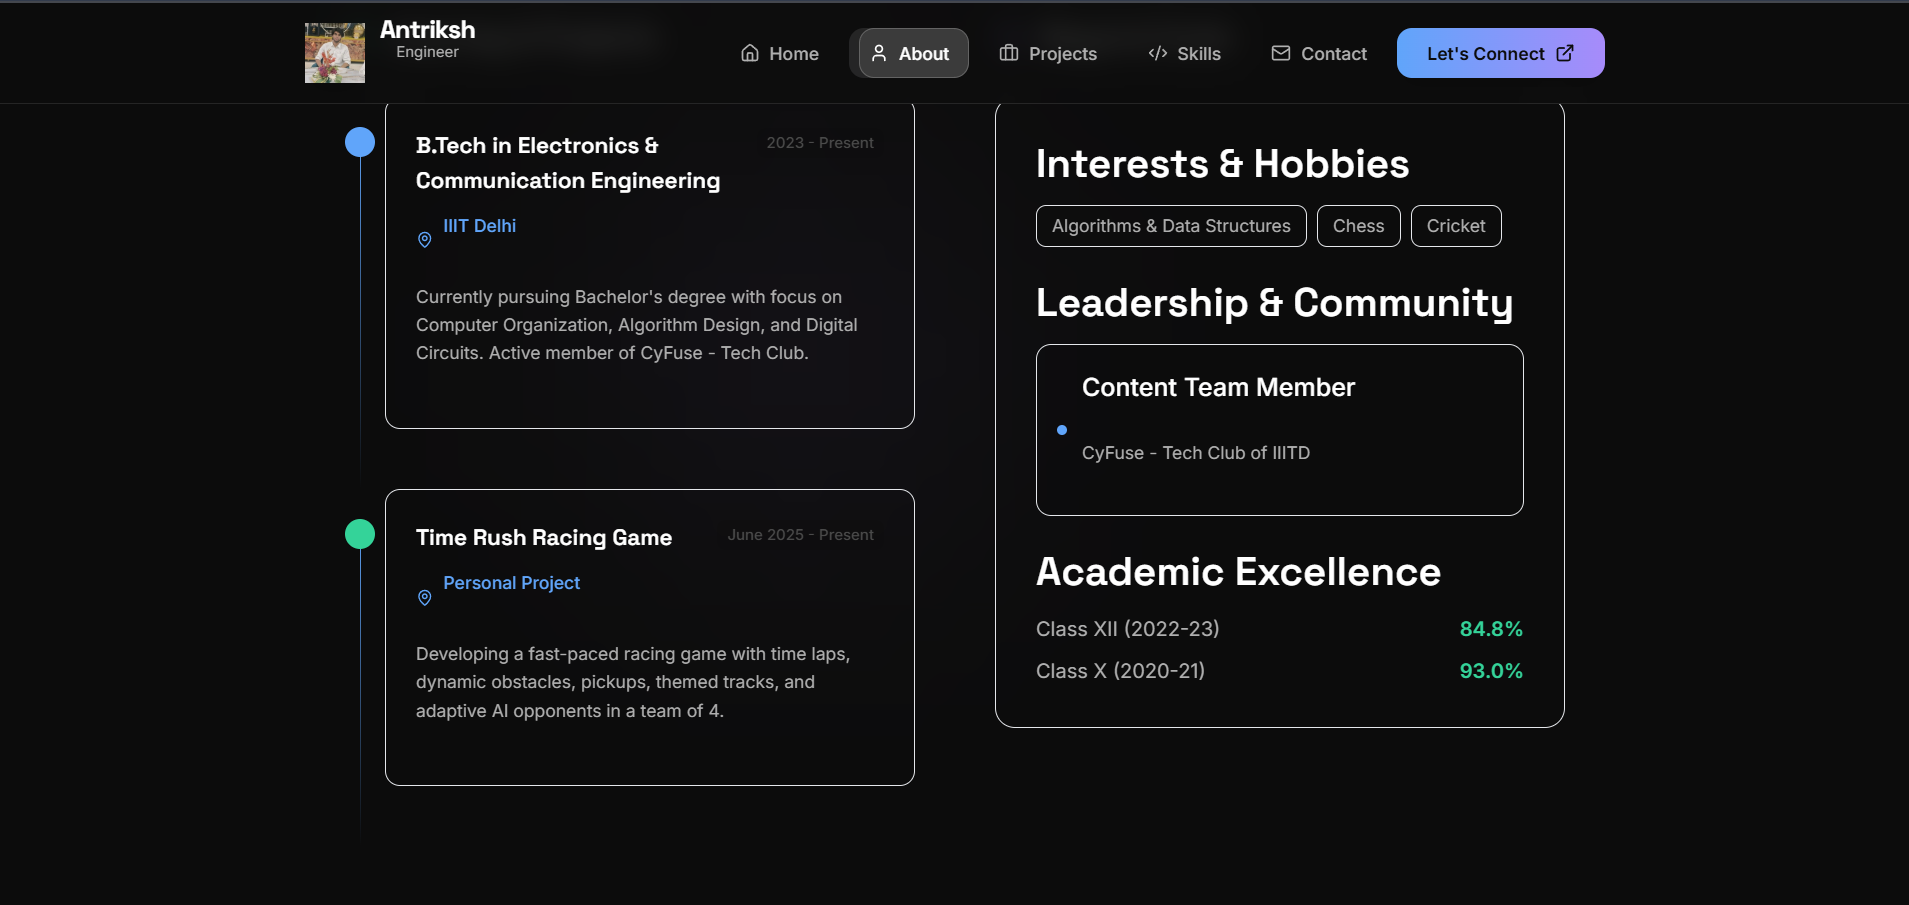 Antriksh
Engineer
Home
About
Projects
Skills
Contact
Let's Connect
B.Tech in Electronics &
Communication Engineering
2023 - Present
IIIT Delhi
Currently pursuing Bachelor's degree with focus on
Computer Organization, Algorithm Design, and Digital
Circuits. Active member of CyFuse - Tech Club.
Time Rush Racing Game
June 2025 - Present
Personal Project
Developing a fast-paced racing game with time laps,
dynamic obstacles, pickups, themed tracks, and
adaptive AI opponents in a team of 4.
Interests & Hobbies
Algorithms & Data Structures
Chess
Cricket
Leadership & Community
Content Team Member
CyFuse - Tech Club of IIITD
Academic Excellence
Class XII (2022-23) 84.8%
Class X (2020-21) 93.0%